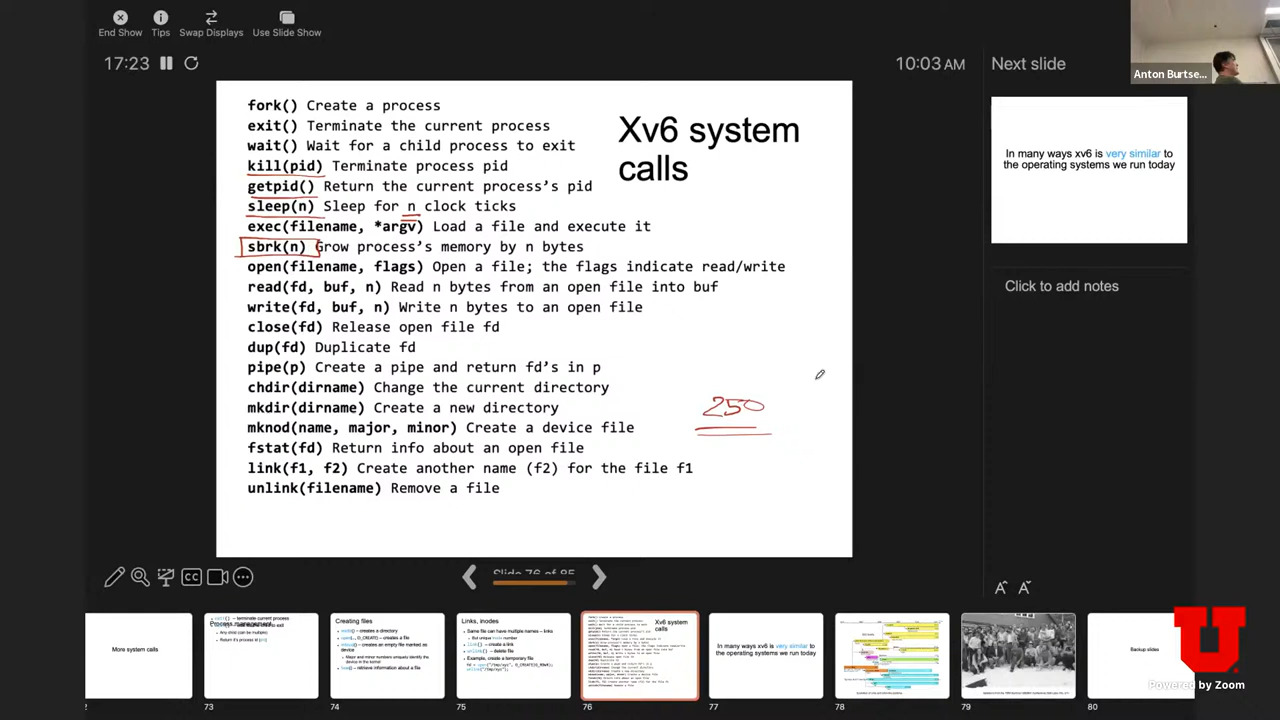 End Show
Tips
Swap Displays
Use Slide Show
17:23
10:03 AM
Next slide
Anton Burtse...
fork() Create a process
exit() Terminate the current process
wait() Wait for a child process to exit
kill(pid) Terminate process pid
getpid() Return the current process's pid
sleep(n) Sleep for n clock ticks
exec(filename, *argv) Load a file and execute it
sbrk(n) Grow process's memory by n bytes
open(filename, flags) Open a file; the flags indicate read/write
read(fd, buf, n) Read n bytes from an open file into buf
write(fd, buf, n) Write n bytes to an open file
close(fd) Release open file fd
dup(fd) Duplicate fd
pipe(p) Create a pipe and return fd's in p
chdir(dirname) Change the current directory
mkdir(dirname) Create a new directory
mknod(name, major, minor) Create a device file
fstat(fd) Return info about an open file
link(f1, f2) Create another name (f2) for the file f1
unlink(filename) Remove a file
Xv6 system
calls
250
In many ways xv6 is very similar to
the operating systems we run today
Click to add notes
Slide 76 of 85
More system calls
Process management
Creating files
Links, inodes
Xv6 system
calls
In many ways xv6 is very similar to
the operating systems we run today
Backup slides
73
74
75
76
77
78
79
80
U
Powered by Zoom